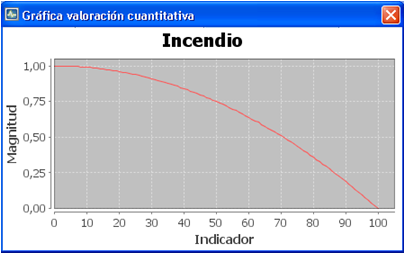 Gráfica valoración cuantitativa
Incendio
1,00
0,75
0,50
0,25
0,00
Magnitud
0 10 20 30 40 50 60 70 80 90 100
Indicador